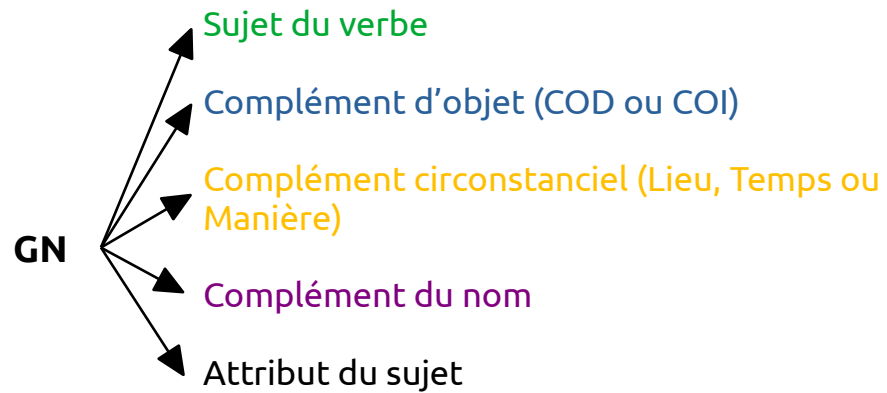 Sujet du verbe
Complément d’objet (COD ou COI)
Complément circonstanciel (Lieu, Temps ou
Manière)
GN
Complément du nom
Attribut du sujet